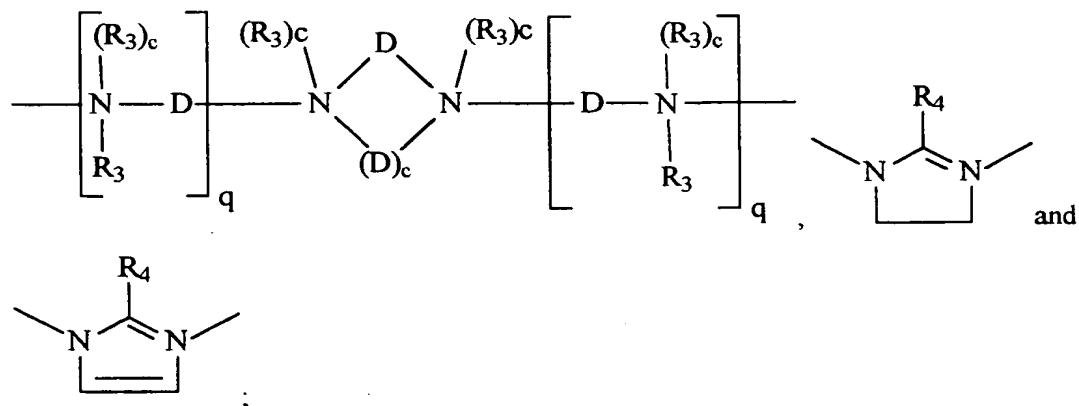 (R₃)c (R₃)c D (R₃)c (R₃)c
N D N N D N
R₃ (D)c R₃
q q , R₄
N N and
R₄
N N
;